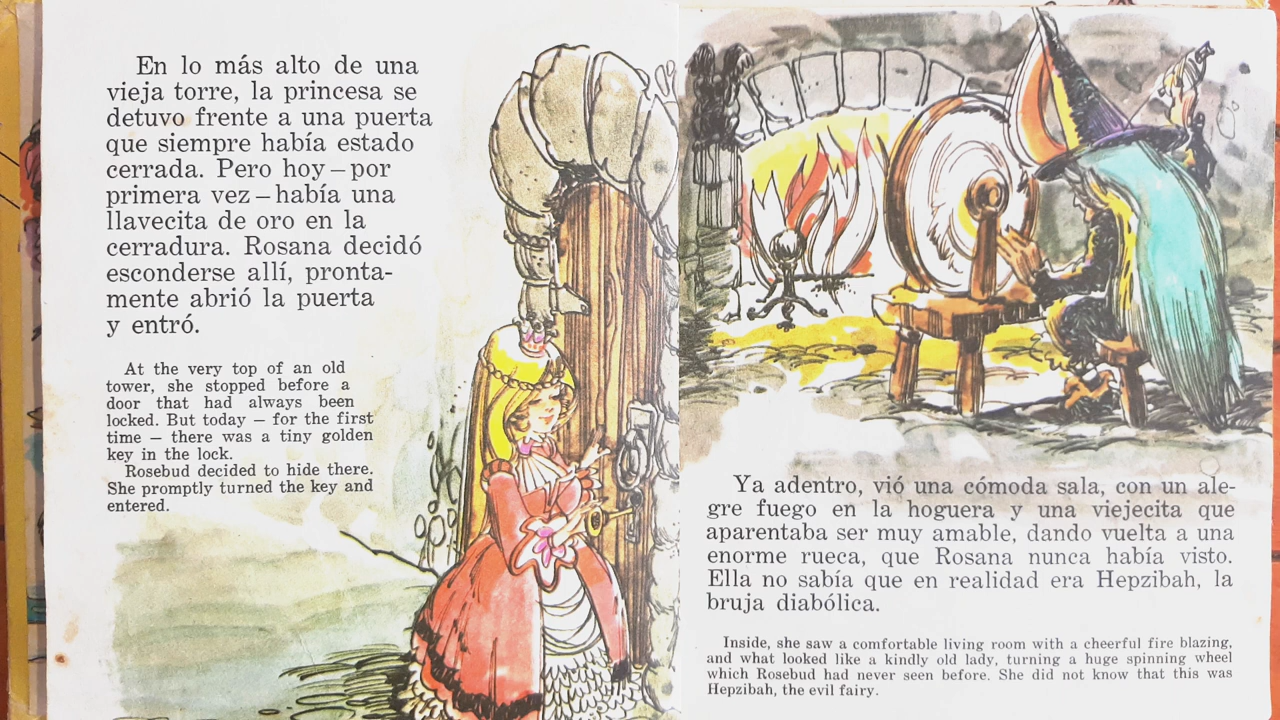 En lo más alto de una
vieja torre, la princesa se
detuvo frente a una puerta
que siempre había estado
cerrada. Pero hoy – por
primera vez – había una
llavecita de oro en la
cerradura. Rosana decidó
esconderse allí, pronta-
mente abrió la puerta
y entró.
At the very top of an old
tower, she stopped before a
door that had always been
locked. But today — for the first
time — there was a tiny golden
key in the lock.
Rosebud decided to hide there.
She promptly turned the key and
entered.
Ya adentro, vió una cómoda sala, con un ale-
gre fuego en la hoguera y una viejecita que
aparentaba ser muy amable, dando vuelta a una
enorme rueca, que Rosana nunca había visto.
Ella no sabía que en realidad era Hepzibah, la
bruja diabólica.
Inside, she saw a comfortable living room with a cheerful fire blazing,
and what looked like a kindly old lady, turning a huge spinning wheel
which Rosebud had never seen before. She did not know that this was
Hepzibah, the evil fairy.